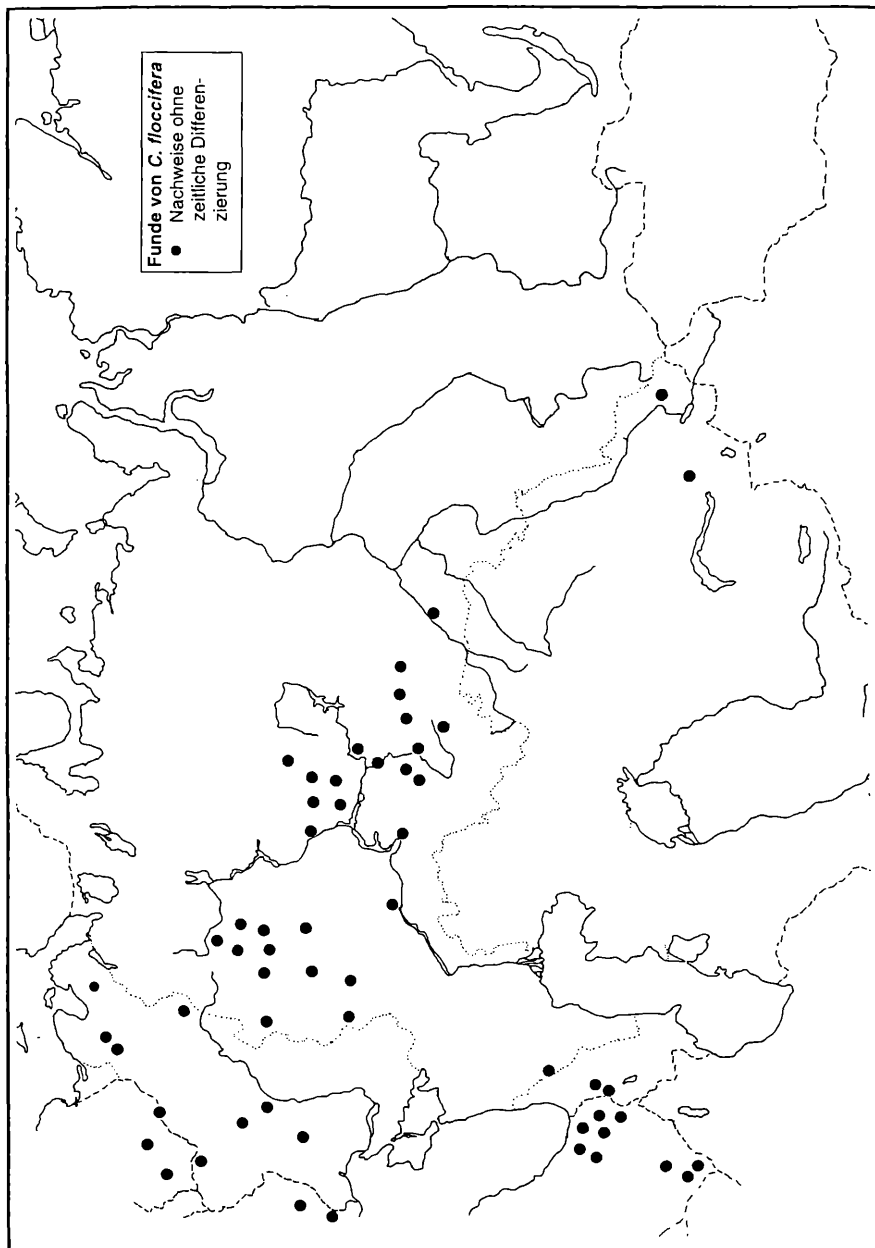 Funde von C. floccifera
● Nachweise ohne
zeitliche Differen-
zierung